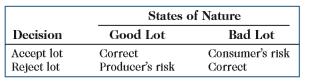 States of Nature
Decision Good Lot Bad Lot
Accept lot Correct Consumer's risk
Reject lot Producer's risk Correct